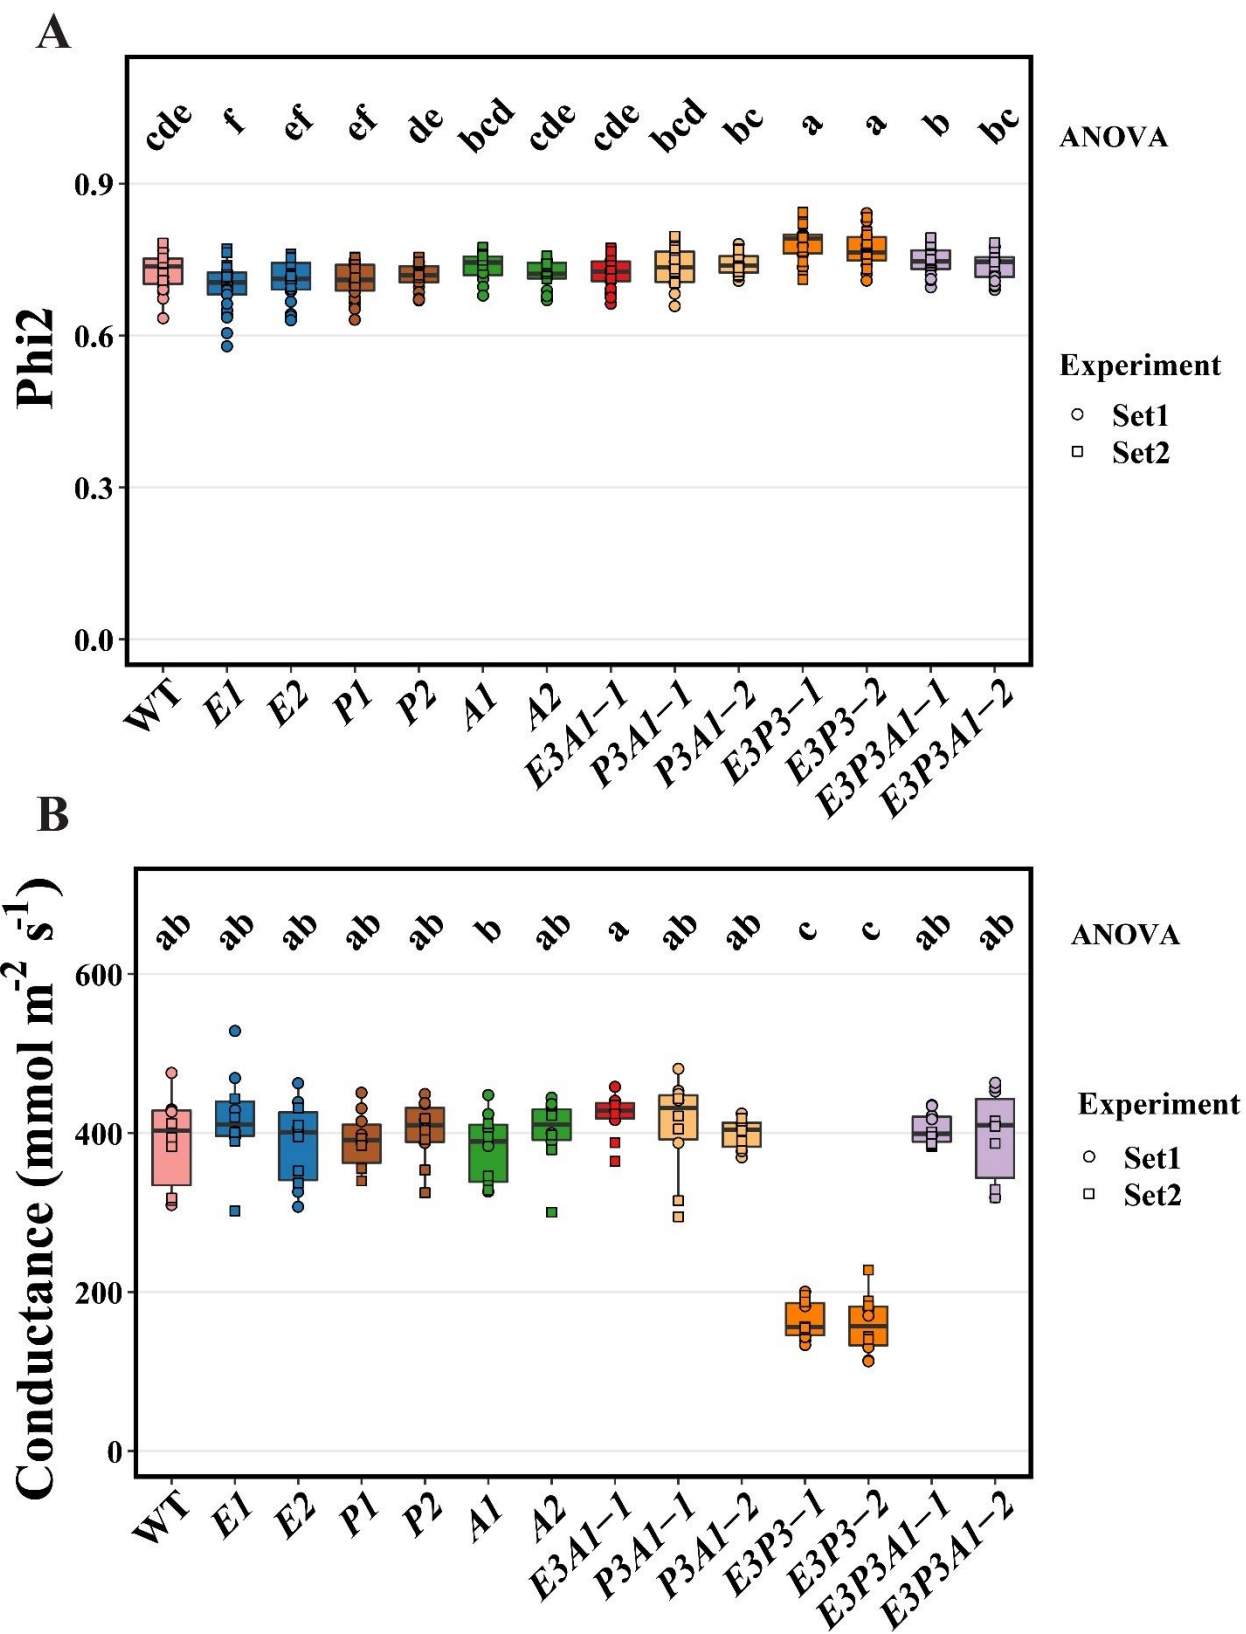 A
cde f ef ef de bcd cde cde bcd bc a a b bc
ANOVA
0.9
0.6
0.3
0.0
Phi2
Experiment
Set1
Set2
WT E1 E2 P1 P2 A1 A2 E3A1−1 P3A1−1 P3A1−2 E3P3−1 E3P3−2 E3P3A1−1 E3P3A1−2
B
ab ab ab ab ab b ab a ab ab c c ab ab
ANOVA
600
400
200
0
Conductance (mmol m⁻² s⁻¹)
Experiment
Set1
Set2
WT E1 E2 P1 P2 A1 A2 E3A1−1 P3A1−1 P3A1−2 E3P3−1 E3P3−2 E3P3A1−1 E3P3A1−2